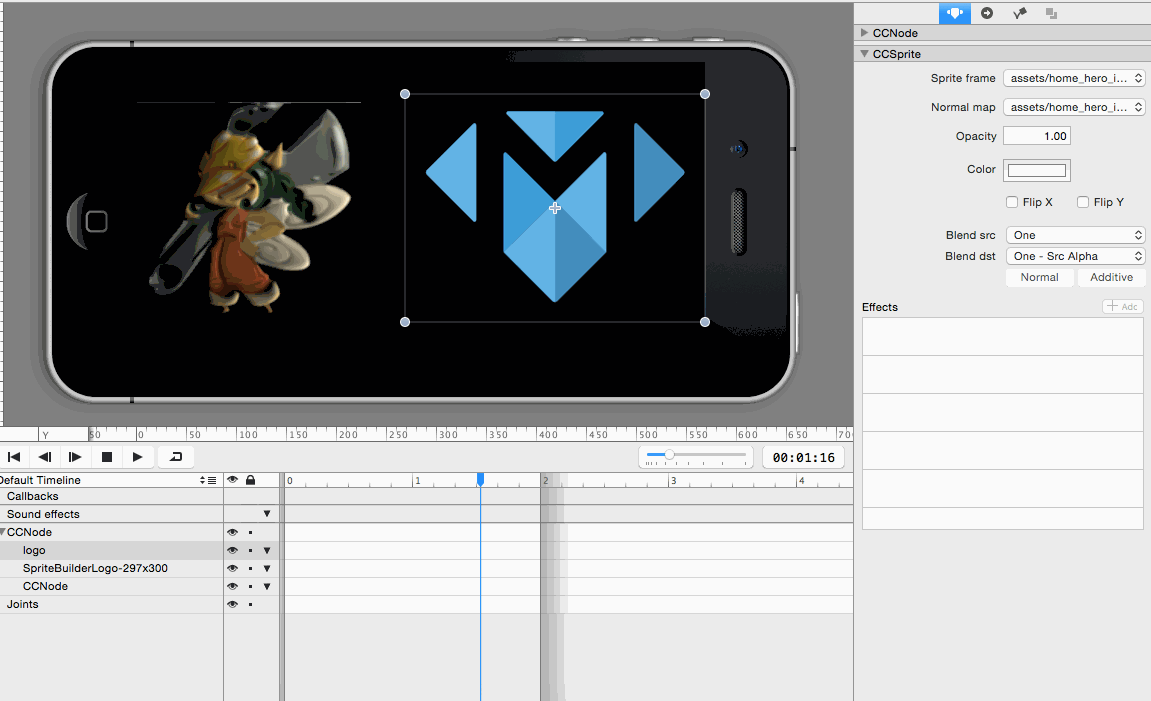 CCNode
CCSprite
Sprite frame assets/home_hero_i...
Normal map assets/home_hero_i...
Opacity 1.00
Color
Flip X Flip Y
Blend src One
Blend dst One - Src Alpha
Normal Additive
Effects Add
Y 50 0 50 100 150 200 250 300 350 400 450 500 550 600 650 70
00:01:16
Default Timeline 0 1 2 3 4
Callbacks
Sound effects
CCNode
logo
SpriteBuilderLogo-297x300
CCNode
Joints